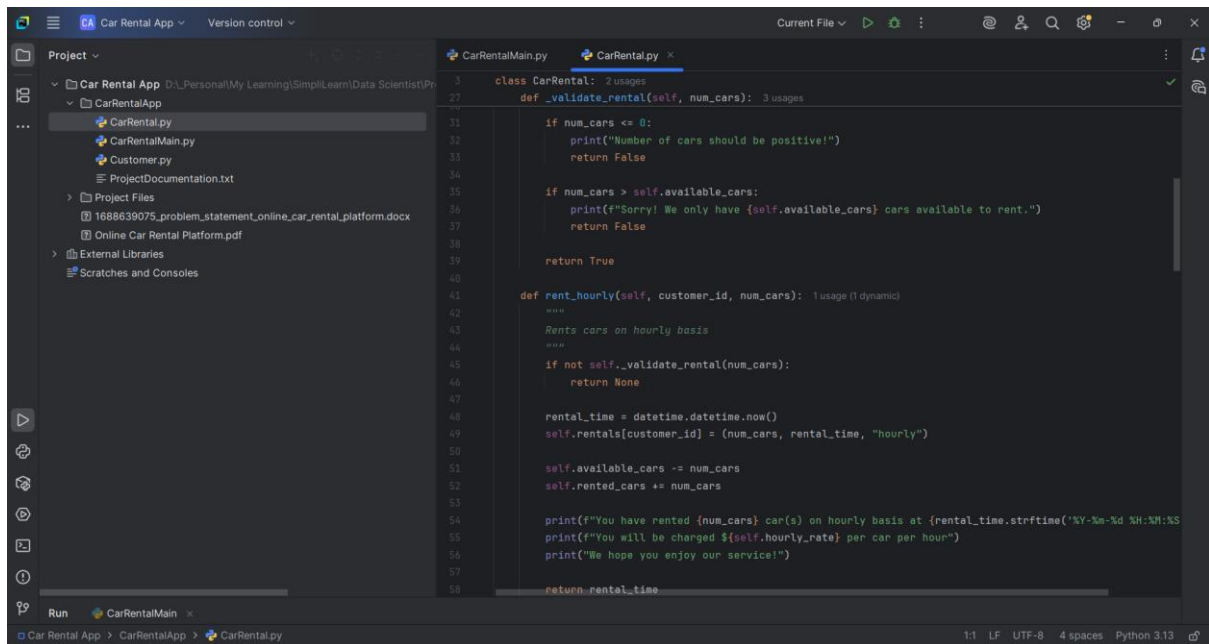 CA Car Rental App Version control Current File
Project
CarRentalMain.py CarRental.py
Car Rental App D:\_Personal\My Learning\SimpliLearn\Data Scientist\Pr
CarRentalApp
CarRental.py
CarRentalMain.py
Customer.py
ProjectDocumentation.txt
Project Files
1688639075_problem_statement_online_car_rental_platform.docx
Online Car Rental Platform.pdf
External Libraries
Scratches and Consoles
3 class CarRental: 2 usages
27 def _validate_rental(self, num_cars): 3 usages
31 if num_cars <= 0:
32 print("Number of cars should be positive!")
33 return False
34
35 if num_cars > self.available_cars:
36 print(f"Sorry! We only have {self.available_cars} cars available to rent.")
37 return False
38
39 return True
40
41 def rent_hourly(self, customer_id, num_cars): 1 usage (1 dynamic)
42 """
43 Rents cars on hourly basis
44 """
45 if not self._validate_rental(num_cars):
46 return None
47
48 rental_time = datetime.datetime.now()
49 self.rentals[customer_id] = (num_cars, rental_time, "hourly")
50
51 self.available_cars -= num_cars
52 self.rented_cars += num_cars
53
54 print(f"You have rented {num_cars} car(s) on hourly basis at {rental_time.strftime('%Y-%m-%d %H:%M:%S
55 print(f"You will be charged ${self.hourly_rate} per car per hour")
56 print("We hope you enjoy our service!")
57
58 return rental_time
Run CarRentalMain
Car Rental App > CarRentalApp > CarRental.py 1:1 LF UTF-8 4 spaces Python 3.13